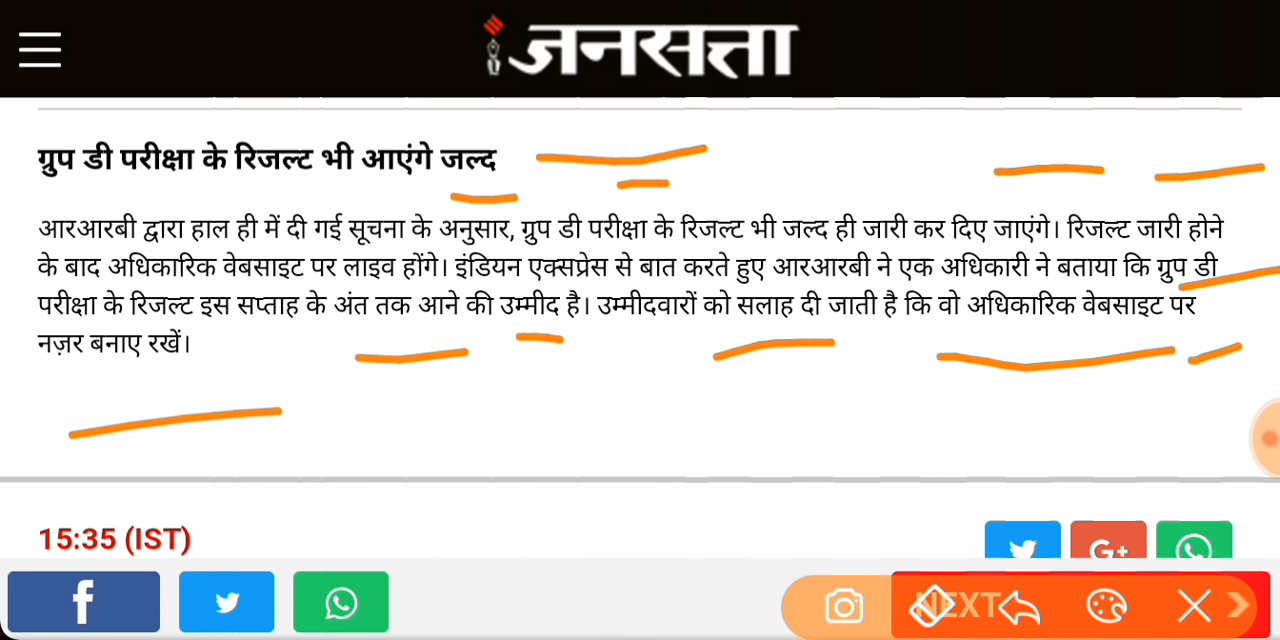 जनसत्ता
ग्रुप डी परीक्षा के रिजल्ट भी आएंगे जल्द
आरआरबी द्वारा हाल ही में दी गई सूचना के अनुसार, ग्रुप डी परीक्षा के रिजल्ट भी जल्द ही जारी कर दिए जाएंगे। रिजल्ट जारी होने
के बाद अधिकारिक वेबसाइट पर लाइव होंगे। इंडियन एक्सप्रेस से बात करते हुए आरआरबी ने एक अधिकारी ने बताया कि ग्रुप डी
परीक्षा के रिजल्ट इस सप्ताह के अंत तक आने की उम्मीद है। उम्मीदवारों को सलाह दी जाती है कि वो अधिकारिक वेबसाइट पर
नज़र बनाए रखें।
15:35 (IST)
G+
f
NEXT